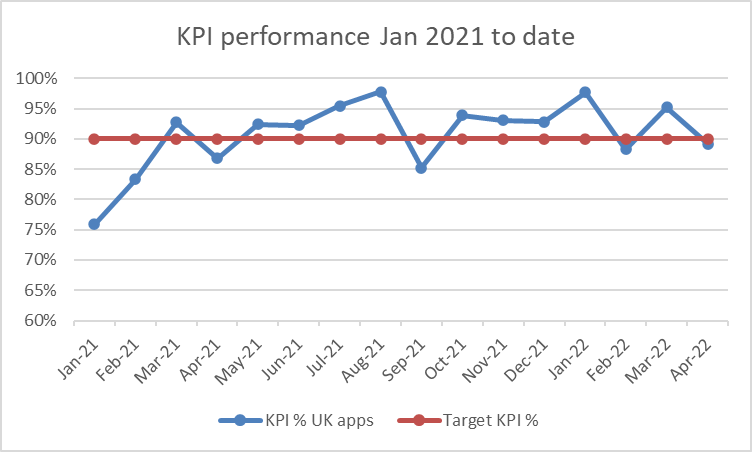 KPI performance Jan 2021 to date
100%
95%
90%
85%
80%
75%
70%
65%
60%
Jan-21
Feb-21
Mar-21
Apr-21
May-21
Jun-21
Jul-21
Aug-21
Sep-21
Oct-21
Nov-21
Dec-21
Jan-22
Feb-22
Mar-22
Apr-22
KPI % UK apps
Target KPI %